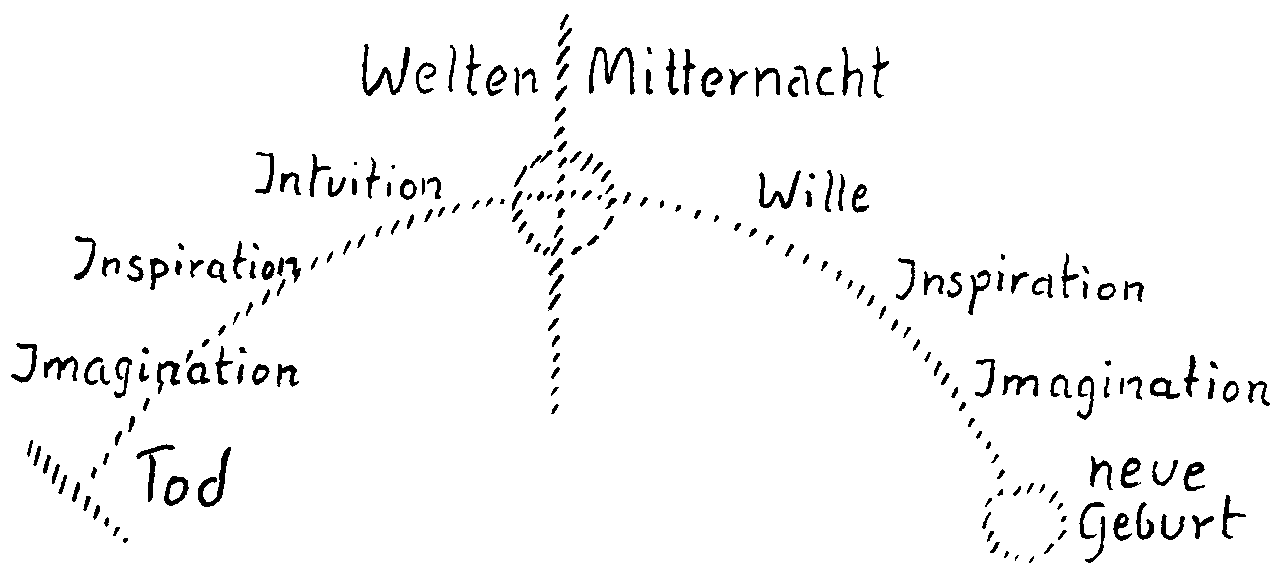 Welten Mitternacht
Intuition
Wille
Inspiration
Inspiration
Imagination
Imagination
Tod
neue
Geburt